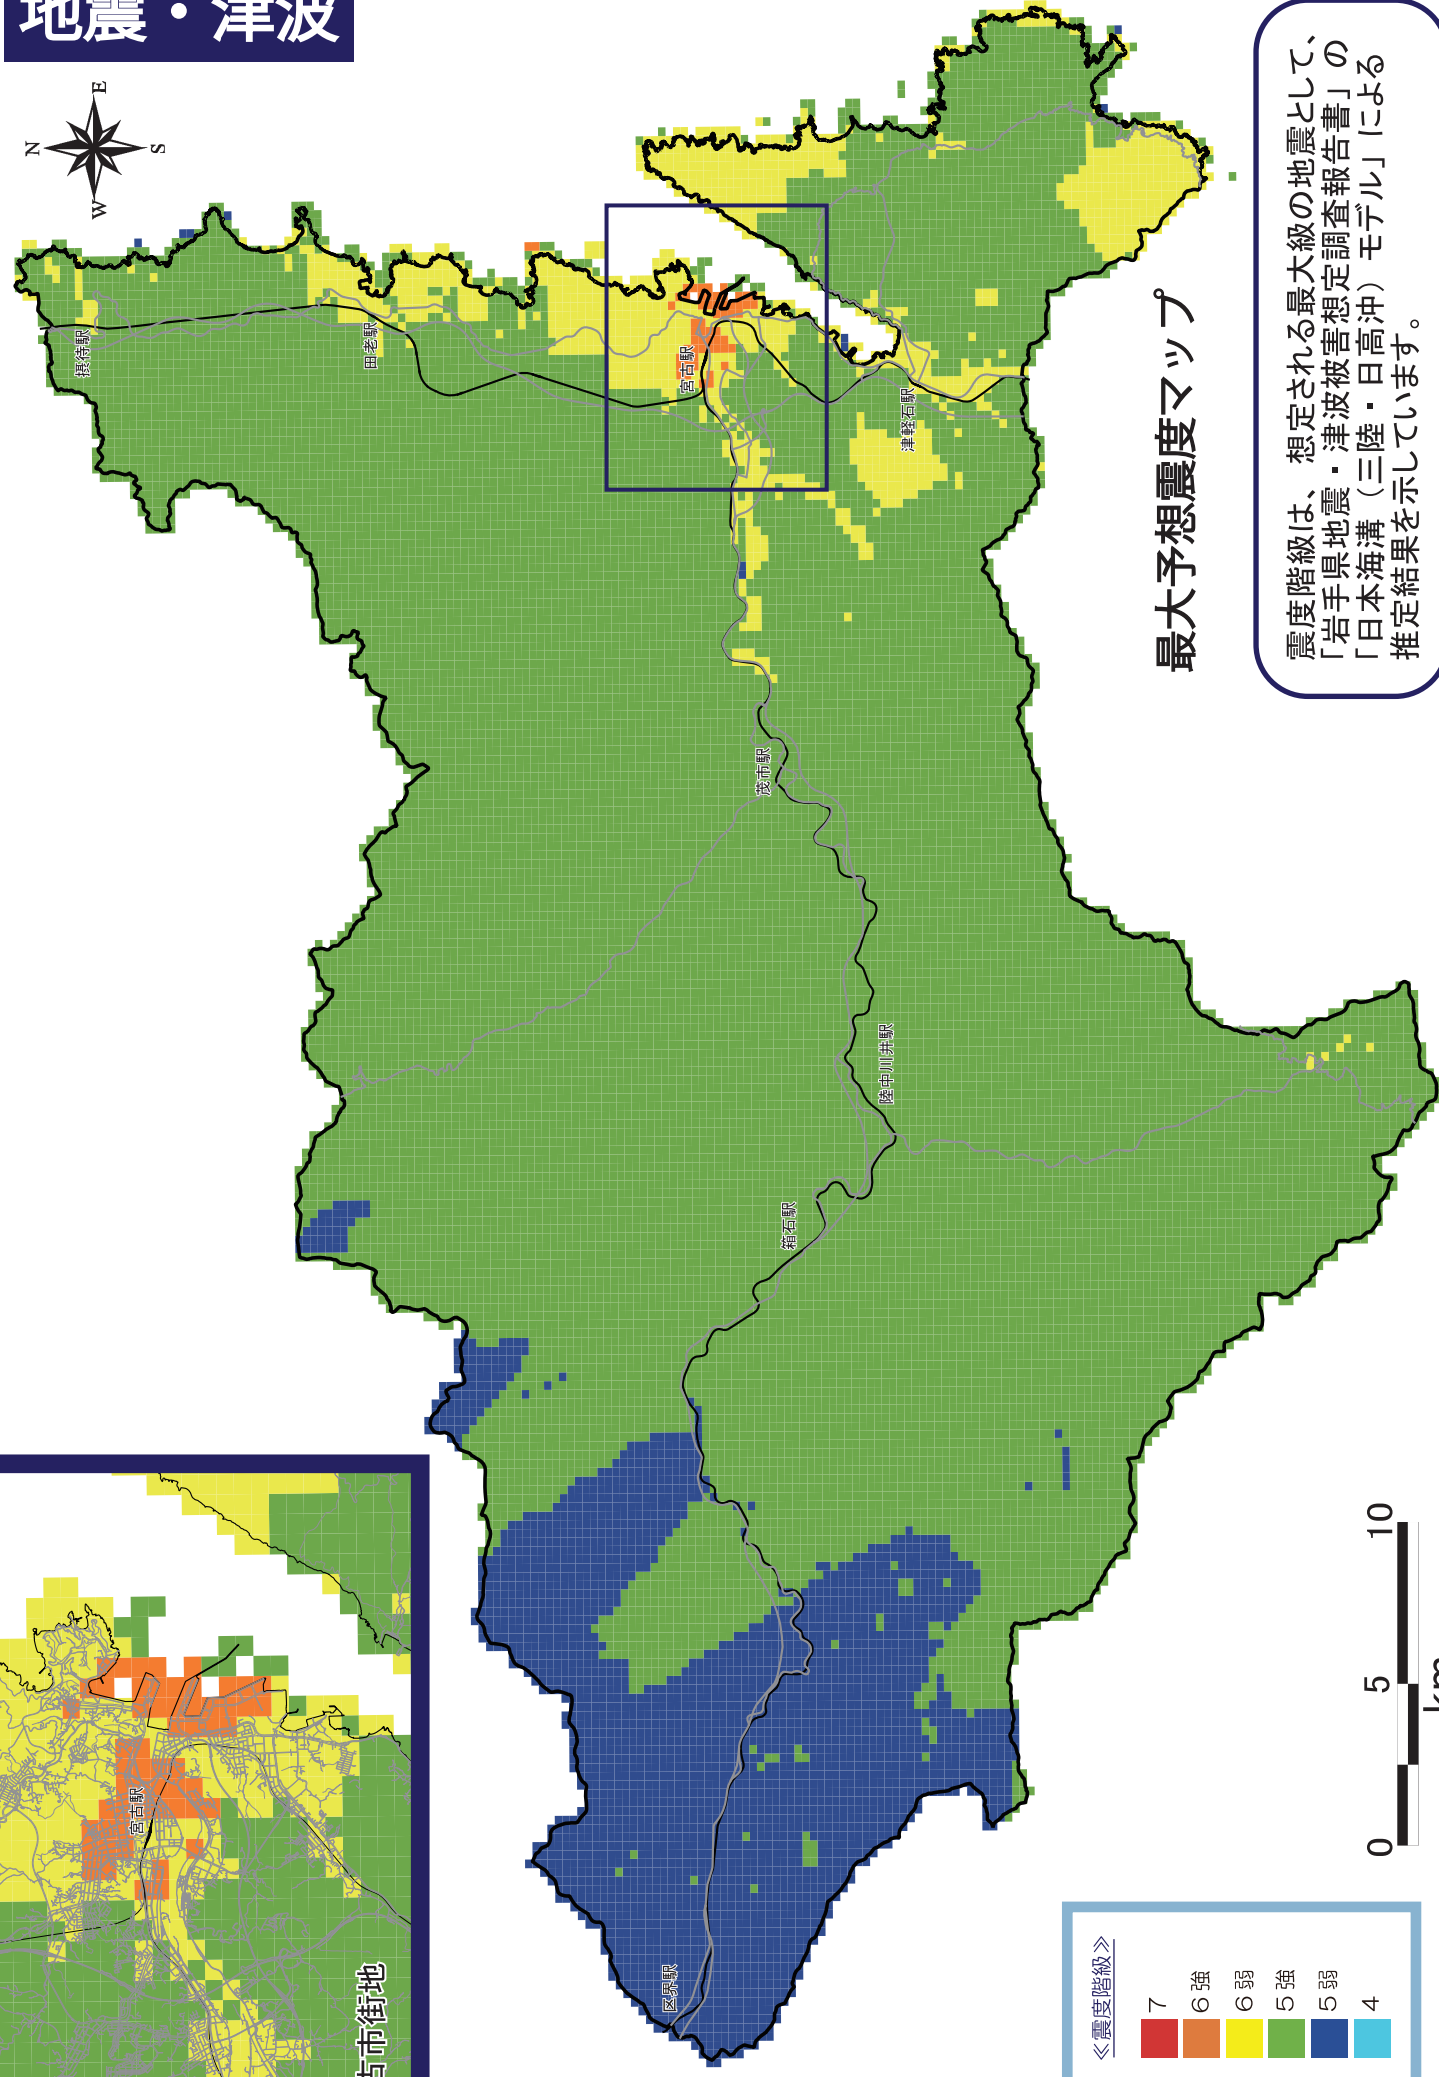 地震・津波
N
E
W
S
摂待駅
田老駅
宮古駅
津軽石駅
茂市駅
陸中川井駅
箱石駅
区界駅
最大予想震度マップ
震度階級は、想定される最大級の地震として、
「岩手県地震・津波被害想定調査報告書」の
「日本海溝（三陸・日高沖）モデル」による
推定結果を示しています。
宮古駅
古市街地
≪震度階級≫
7
6強
6弱
5強
5弱
4
0
5
10
km